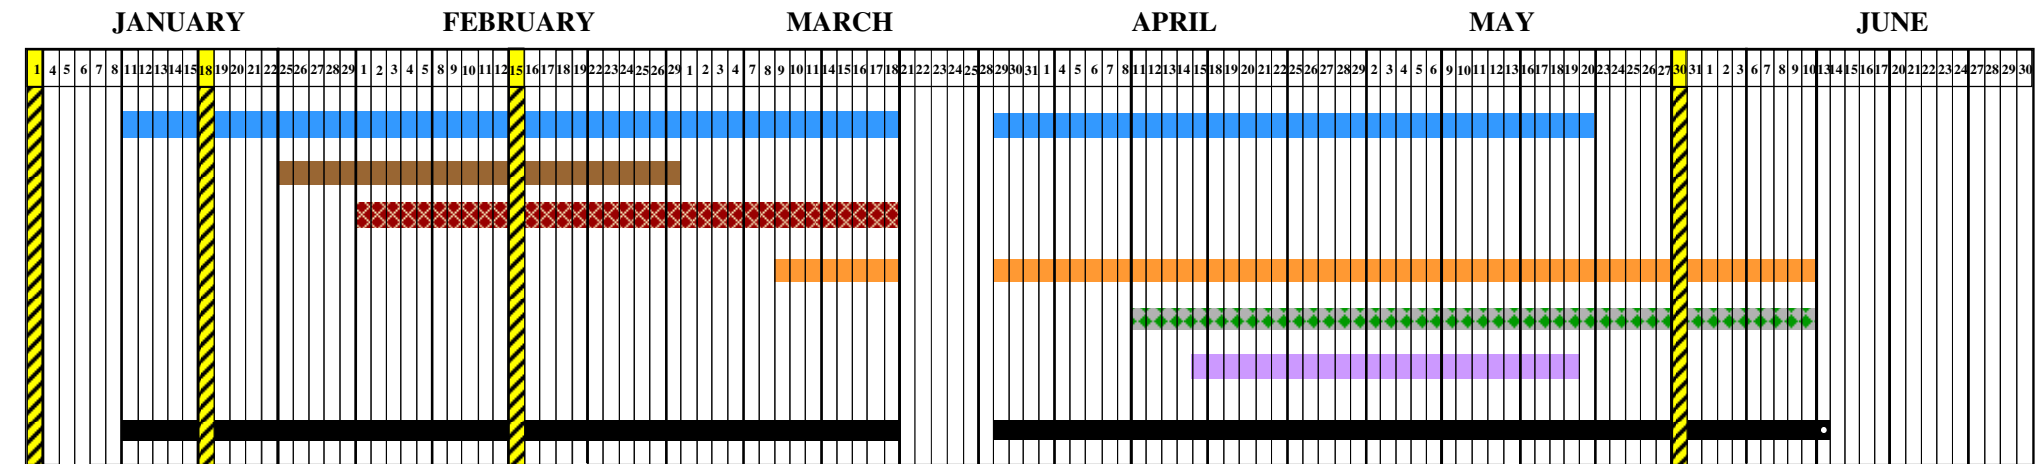 JANUARY FEBRUARY MARCH APRIL MAY JUNE
1 4 5 6 7 8 11 12 13 14 15 18 19 20 21 22 25 26 27 28 29 1 2 3 4 5 8 9 10 11 12 15 16 17 18 19 22 23 24 25 26 29 1 2 3 4 7 8 9 10 11 14 15 16 17 18 21 22 23 24 25 28 29 30 31 1 4 5 6 7 8 11 12 13 14 15 18 19 20 21 22 25 26 27 28 29 2 3 4 5 6 9 10 11 12 13 16 17 18 19 20 23 24 25 26 27 30 31 1 2 3 6 7 8 9 10 13 14 15 16 17 20 21 22 23 24 27 28 29 30